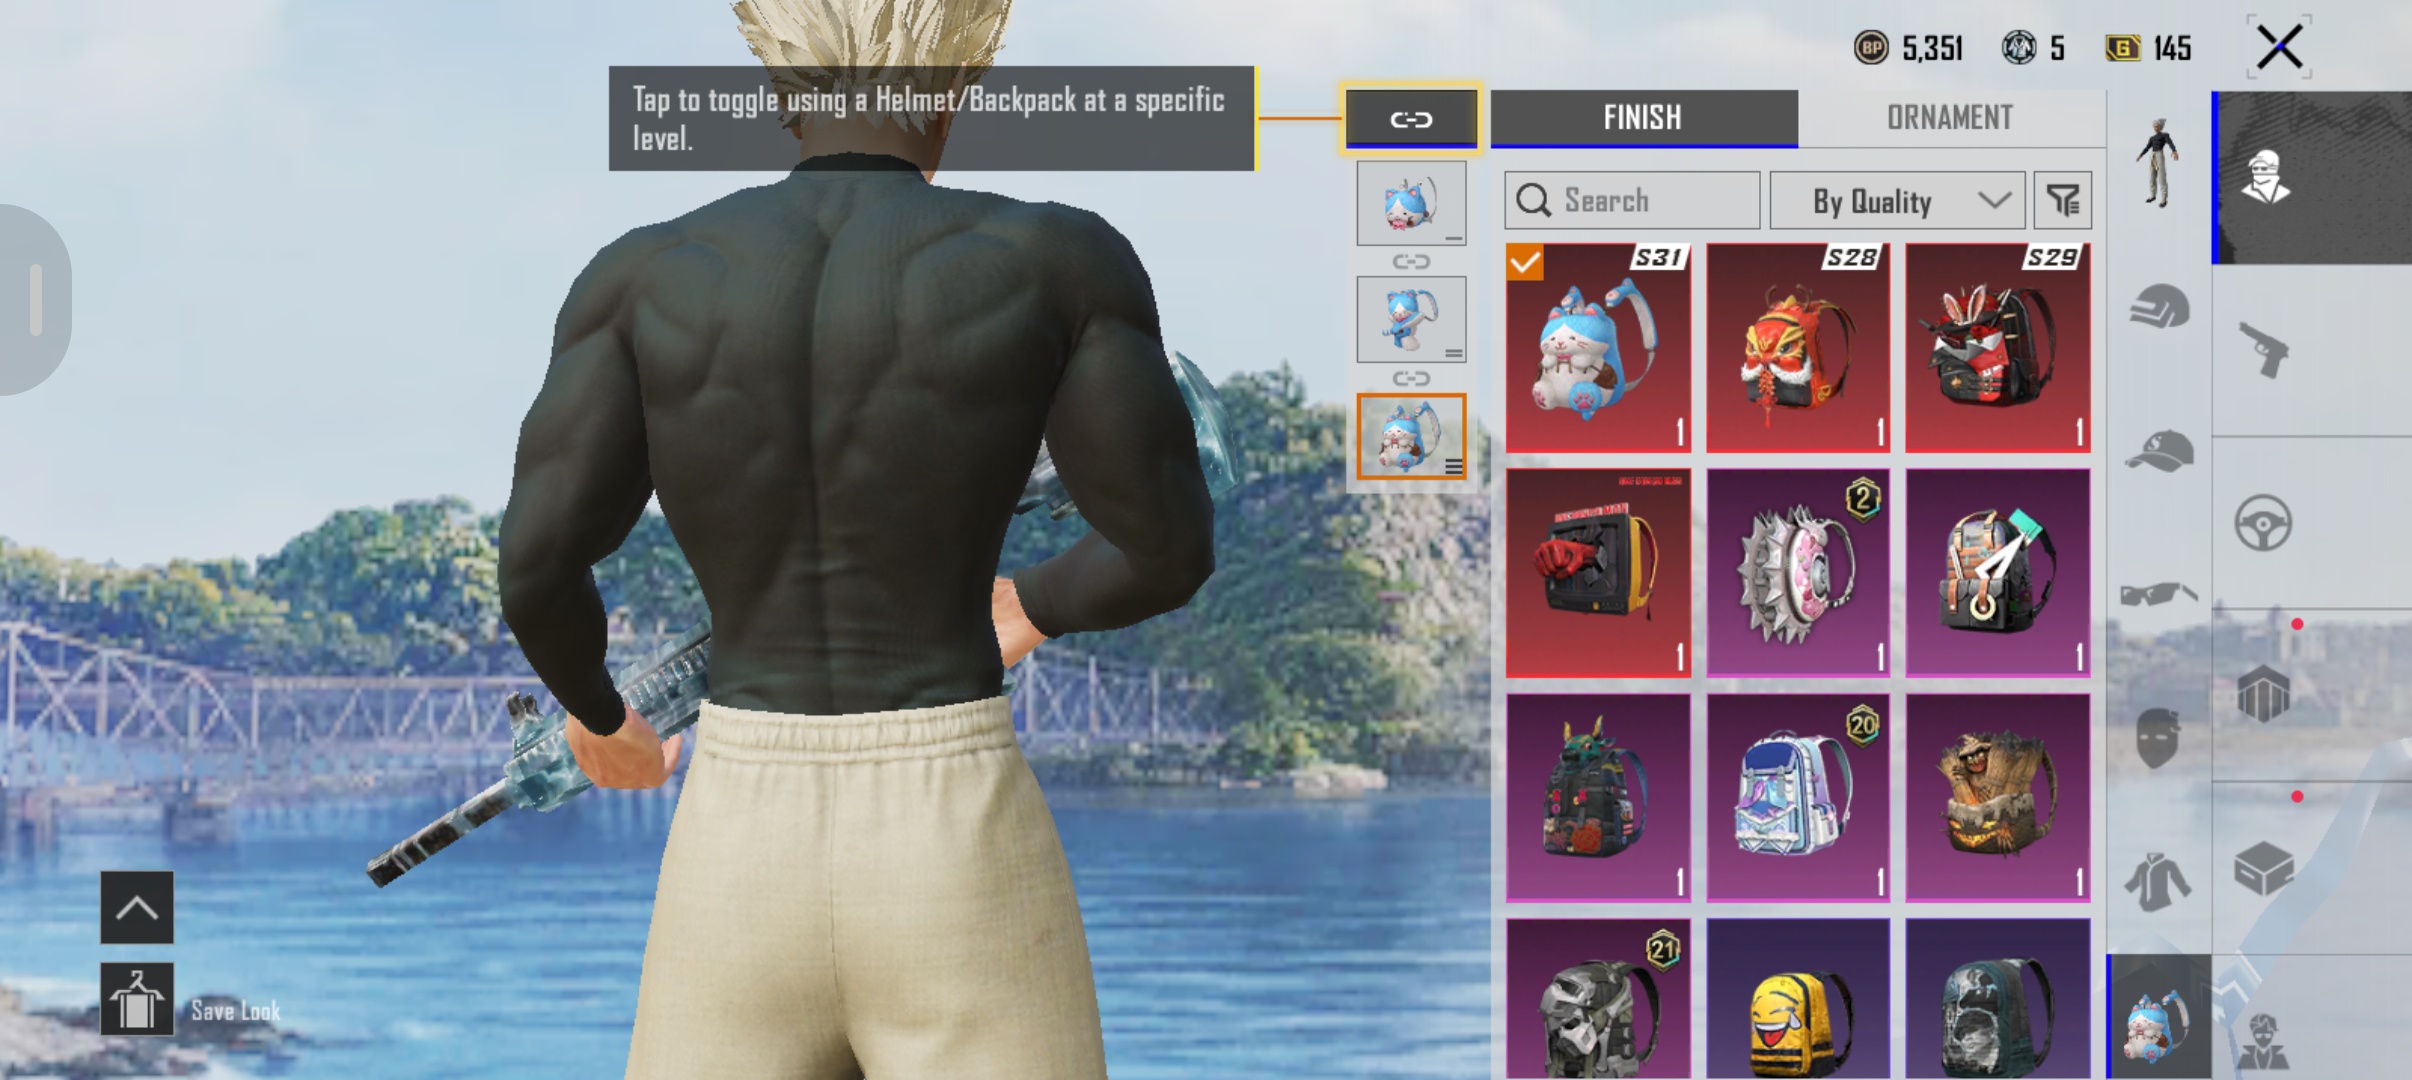 BP 5,351
5
G 145
Tap to toggle using a Helmet/Backpack at a specific
level.
FINISH
ORNAMENT
Search
By Quality
S31
S28
S29
1
1
1
2
1
1
1
20
1
1
1
21
Save Look